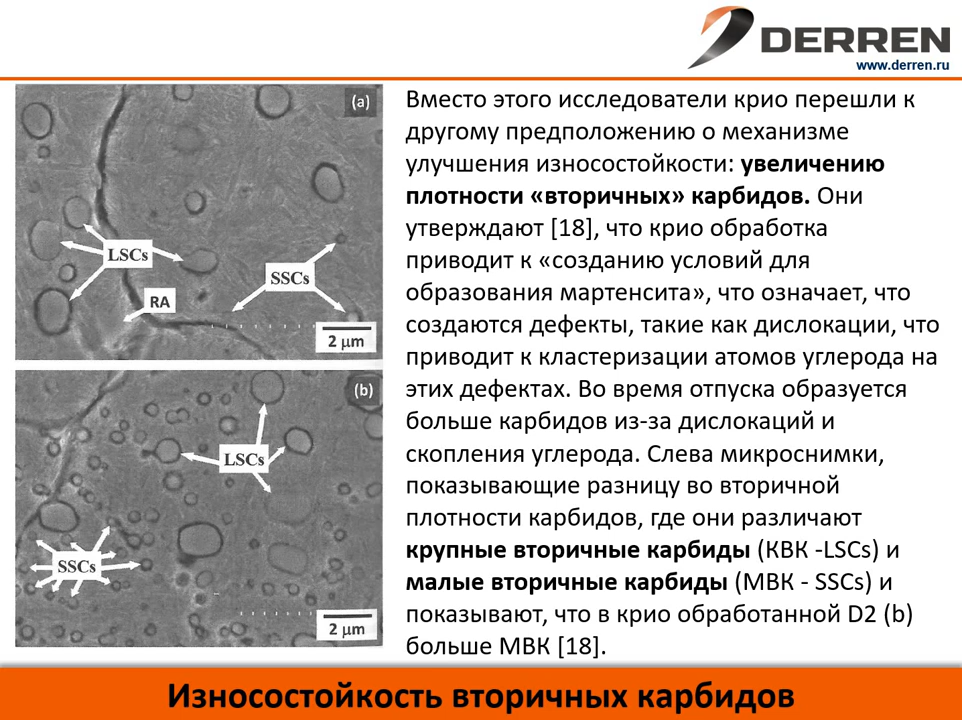 DERREN
www.derren.ru
(a)
LSCs
SSCs
RA
2 μm
(b)
LSCs
SSCs
2 μm
Вместо этого исследователи крио перешли к
другому предположению о механизме
улучшения износостойкости: увеличению
плотности «вторичных» карбидов. Они
утверждают [18], что крио обработка
приводит к «созданию условий для
образования мартенсита», что означает, что
создаются дефекты, такие как дислокации, что
приводит к кластеризации атомов углерода на
этих дефектах. Во время отпуска образуется
больше карбидов из-за дислокаций и
скопления углерода. Слева микроснимки,
показывающие разницу во вторичной
плотности карбидов, где они различают
крупные вторичные карбиды (КВК -LSCs) и
малые вторичные карбиды (МВК - SSCs) и
показывают, что в крио обработанной D2 (b)
больше МВК [18].
Износостойкость вторичных карбидов